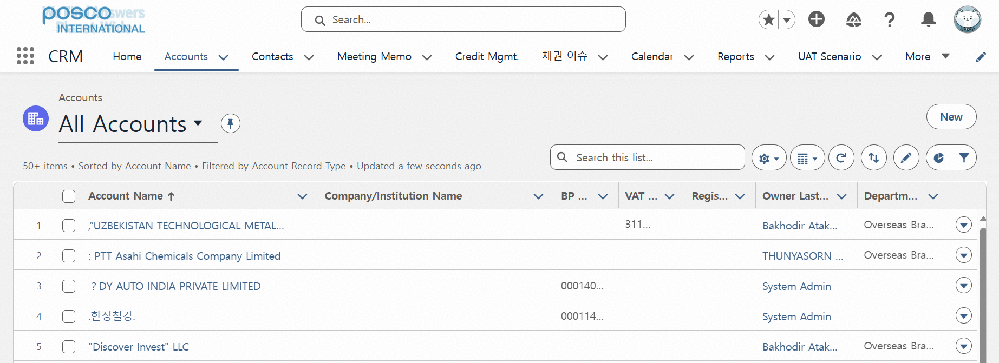 posco
INTERNATIONAL
Search...
CRM
Home
Accounts
Contacts
Meeting Memo
Credit Mgmt.
채권 이슈
Calendar
Reports
UAT Scenario
More
Accounts
All Accounts
New
50+ items • Sorted by Account Name • Filtered by Account Record Type • Updated a few seconds ago
Search this list...
Account Name Company/Institution Name BP ... VAT ... Regis... Owner Last... Departm...
1 ,“UZBEKISTAN TECHNOLOGICAL METAL... 311... Bakhodir Atak... Overseas Bra...
2 : PTT Asahi Chemicals Company Limited THUNYASORN ... Overseas Bra...
3 ? DY AUTO INDIA PRIVATE LIMITED 000140... System Admin
4 .한성철강. 000114... System Admin
5 "Discover Invest" LLC Bakhodir Atak... Overseas Bra...